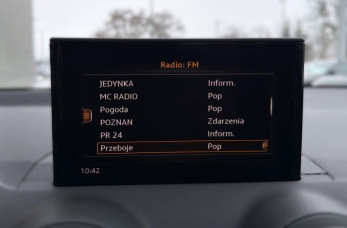 Radio: FM
JEDYNKA Inform.
MC RADIO Pop
Pogoda Pop
POZNAN Zdarzenia
PR 24 Inform.
Przeboje Pop
10:42